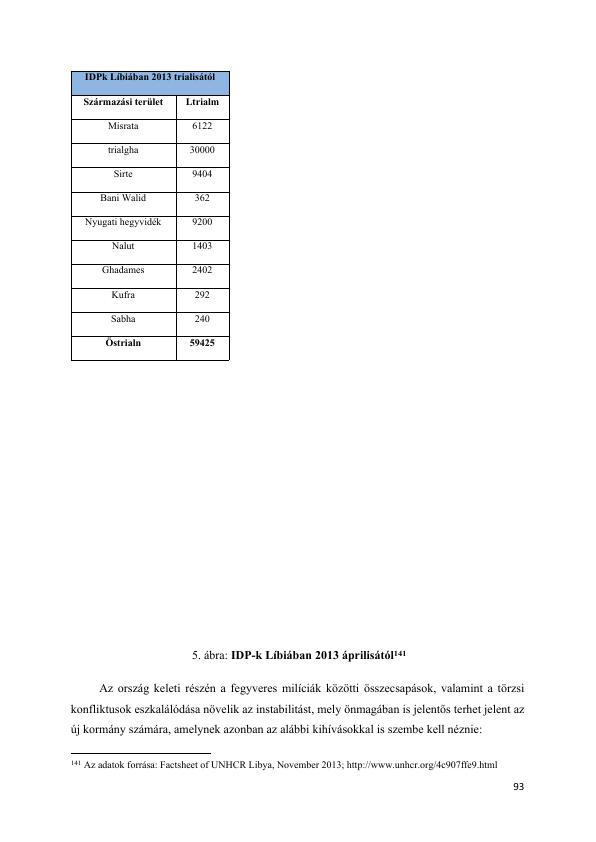 IDPk Líbiában 2013 trialisától
Származási terület Ltrialm
Misrata 6122
trialgha 30000
Sirte 9404
Bani Walid 362
Nyugati hegyvidék 9200
Nalut 1403
Ghadames 2402
Kufra 292
Sabha 240
Östrialn 59425
5. ábra: IDP-k Líbiában 2013 áprilisától¹⁴¹
Az ország keleti részén a fegyveres milíciák közötti összecsapások, valamint a törzsi
konfliktusok eszkalálódása növelik az instabilitást, mely önmagában is jelentős terhet jelent az
új kormány számára, amelynek azonban az alábbi kihívásokkal is szembe kell néznie:
¹⁴¹ Az adatok forrása: Factsheet of UNHCR Libya, November 2013; http://www.unhcr.org/4c907ffe9.html
93